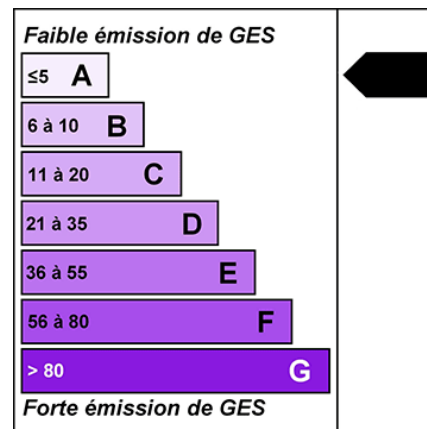 Faible émission de GES
≤5 A
6 à 10 B
11 à 20 C
21 à 35 D
36 à 55 E
56 à 80 F
> 80 G
Forte émission de GES